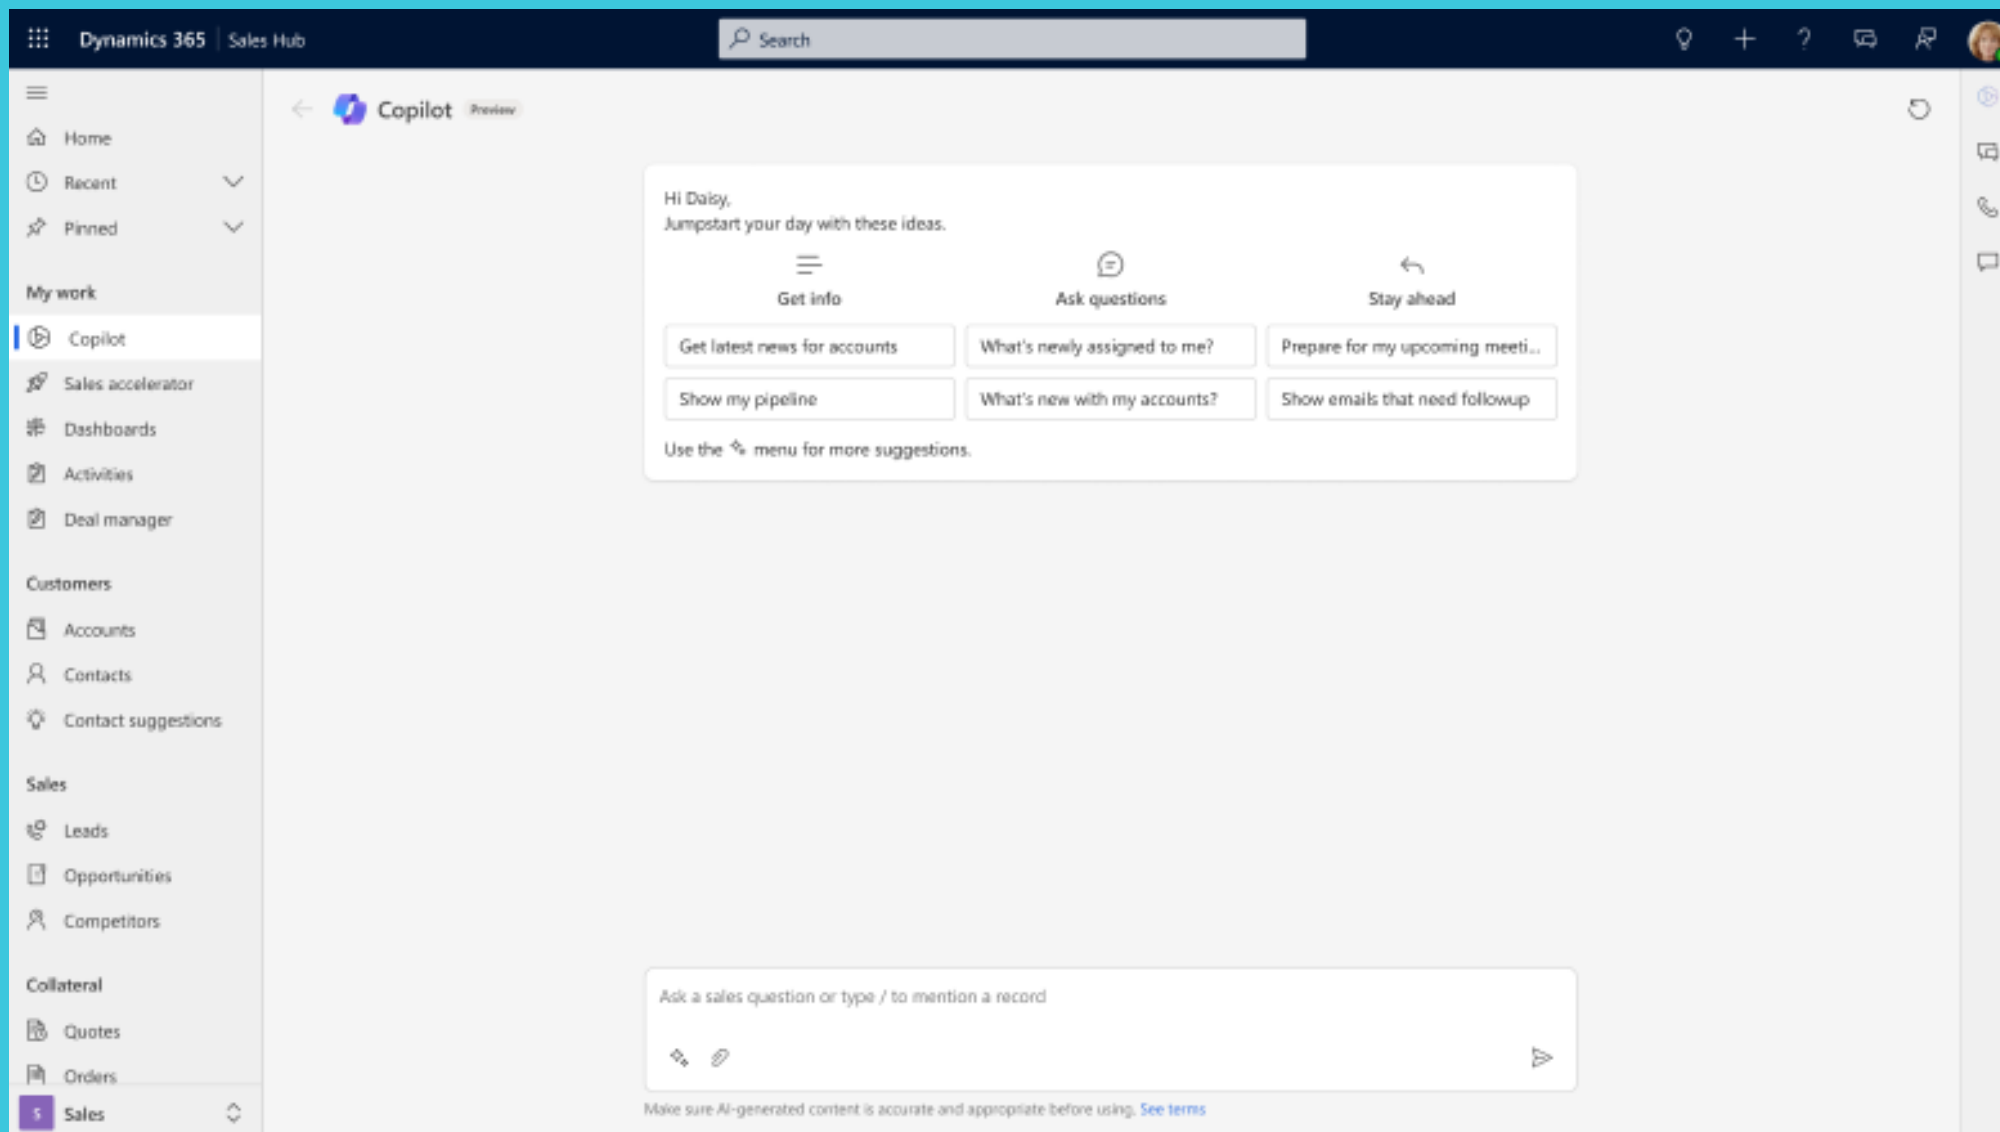 Dynamics 365 Sales Hub
Search
Home
Recent
Pinned
My work
Copilot
Sales accelerator
Dashboards
Activities
Deal manager
Customers
Accounts
Contacts
Contact suggestions
Sales
Leads
Opportunities
Competitors
Collateral
Quotes
Orders
S Sales
Copilot Preview
Hi Daisy,
Jumpstart your day with these ideas.
Get info
Get latest news for accounts
Show my pipeline
Ask questions
What's newly assigned to me?
What's new with my accounts?
Stay ahead
Prepare for my upcoming meeti...
Show emails that need followup
Use the menu for more suggestions.
Ask a sales question or type / to mention a record
Make sure AI-generated content is accurate and appropriate before using. See terms